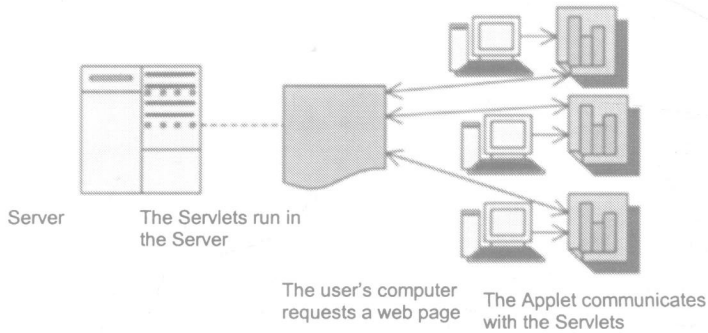 Server
The Servlets run in
the Server
The user's computer
requests a web page
The Applet communicates
with the Servlets